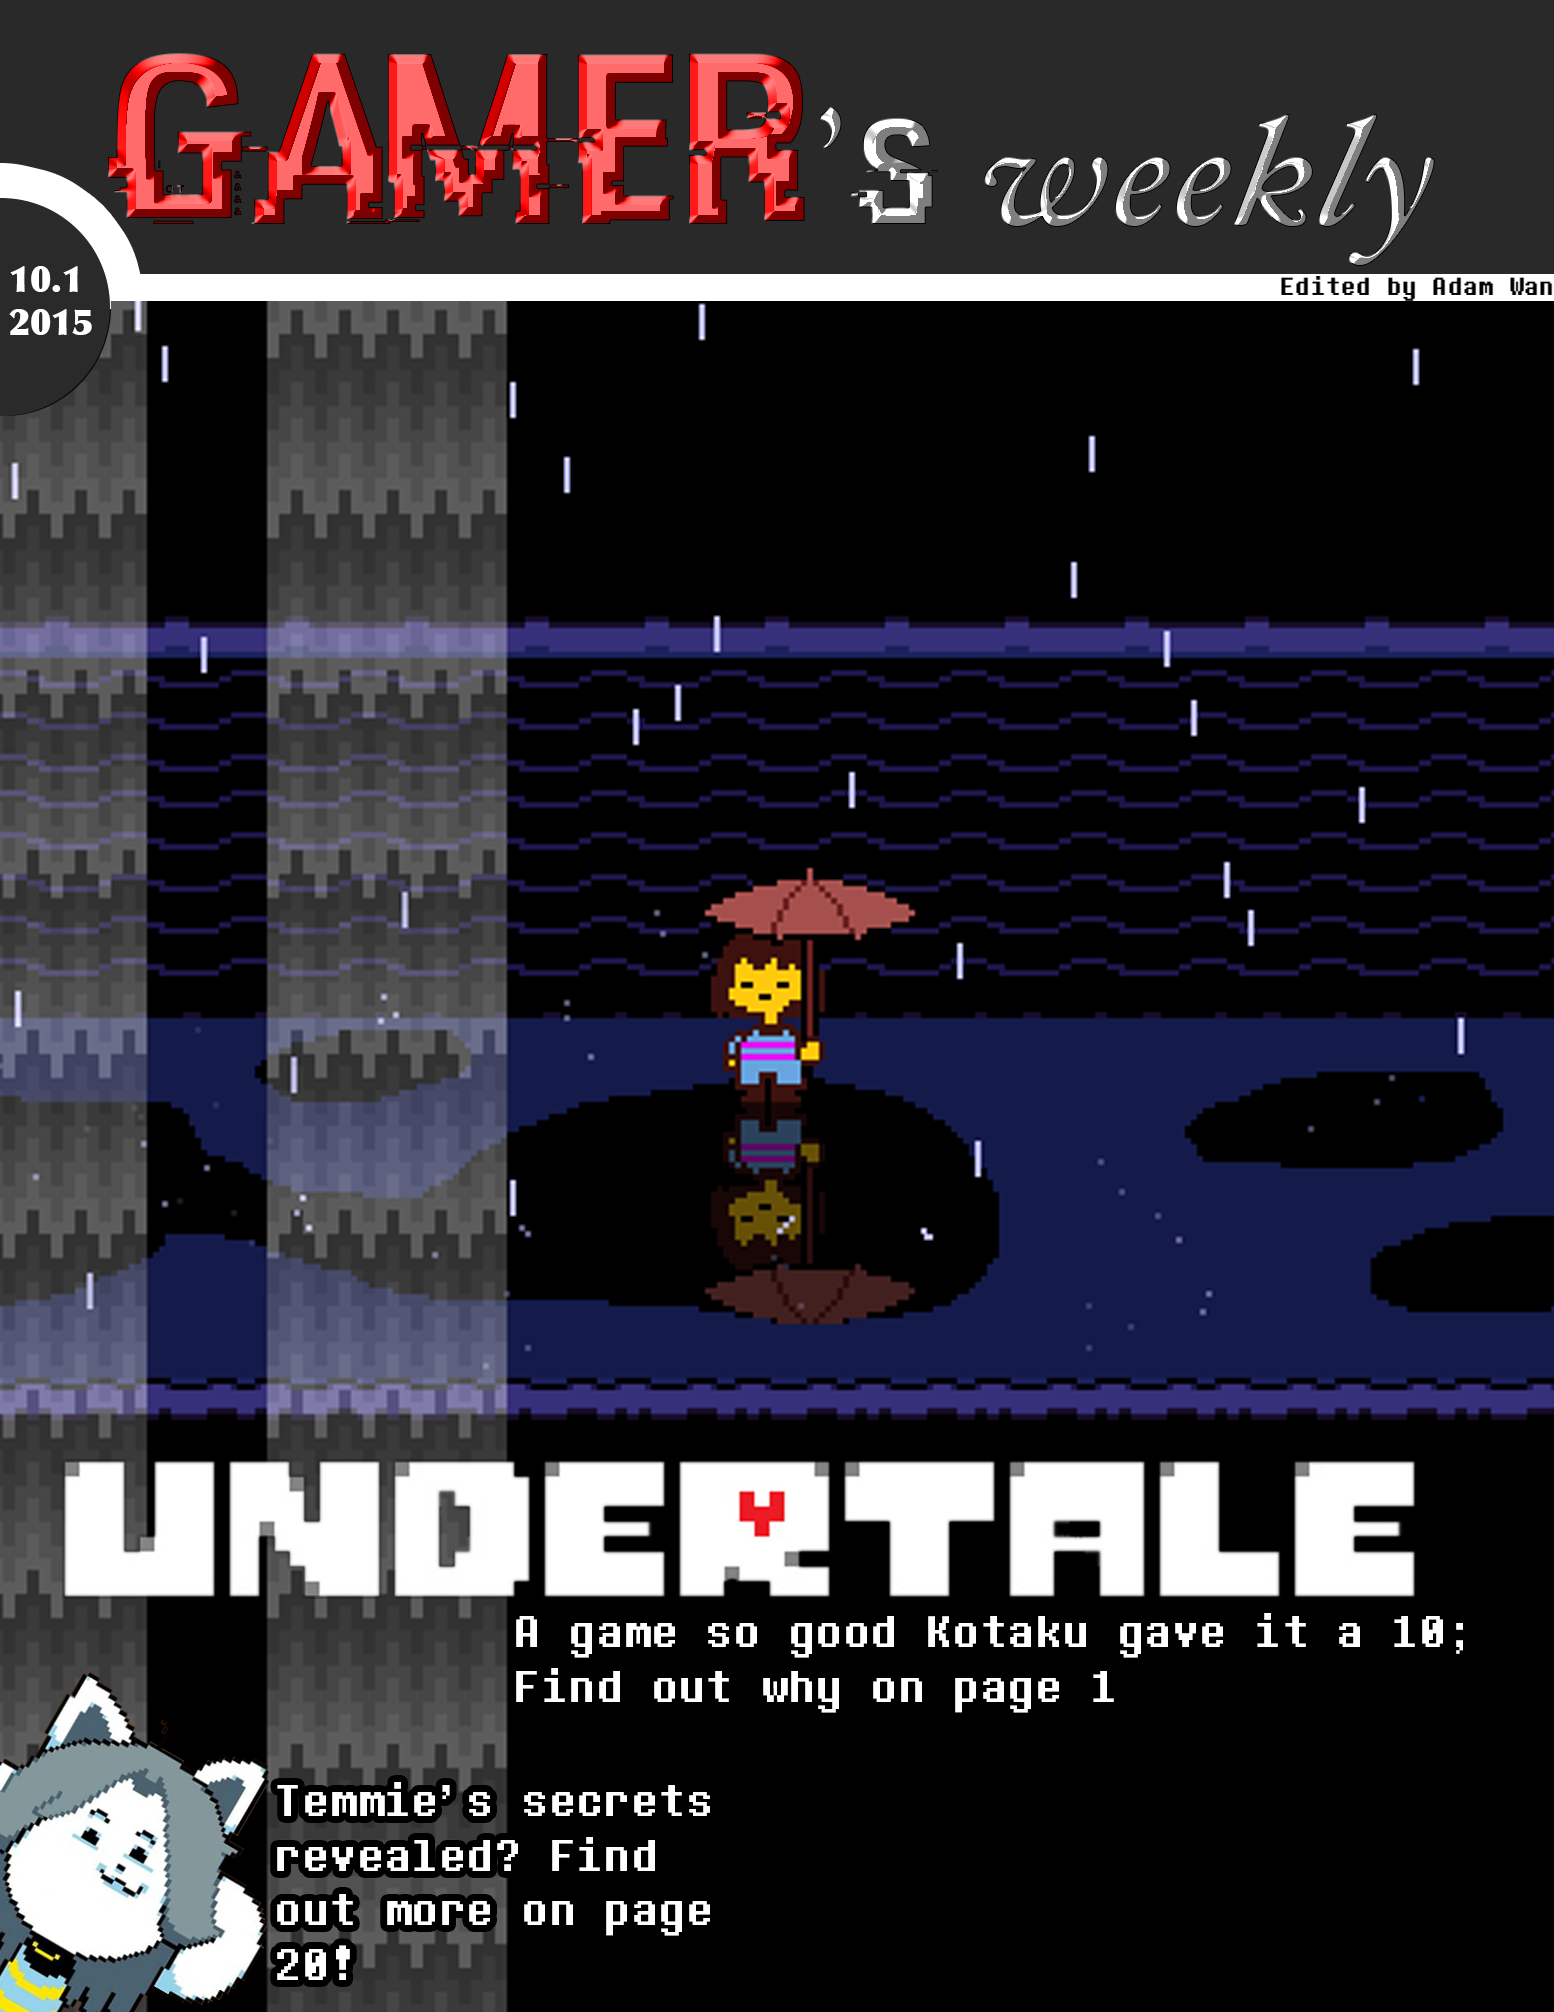 GAMER's weekly
10.1
2015
Edited by Adam Wan
UNDERTALE
A game so good Kotaku gave it a 10;
Find out why on page 1
Temmie's secrets
revealed? Find
out more on page
20!